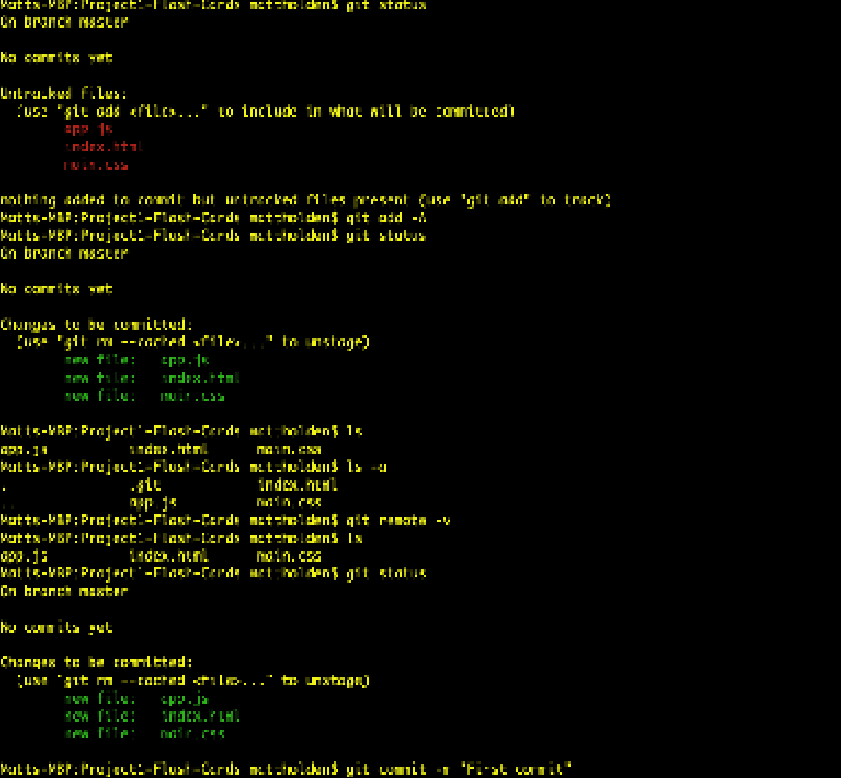 Matts-MBP:Project1-Flash-Cards mattholden$ git status
On branch master
No commits yet
Untracked files:
(use "git add <file>..." to include in what will be committed)
app.js
index.html
main.css
nothing added to commit but untracked files present (use "git add" to track)
Matts-MBP:Project1-Flash-Cards mattholden$ git add -A
Matts-MBP:Project1-Flash-Cards mattholden$ git status
On branch master
No commits yet
Changes to be committed:
(use "git rm --cached <file>..." to unstage)
new file:   app.js
new file:   index.html
new file:   main.css
Matts-MBP:Project1-Flash-Cards mattholden$ ls
app.js          index.html      main.css
Matts-MBP:Project1-Flash-Cards mattholden$ ls -a
.               .git            index.html
..              app.js          main.css
Matts-MBP:Project1-Flash-Cards mattholden$ git remote -v
Matts-MBP:Project1-Flash-Cards mattholden$ ls
app.js          index.html      main.css
Matts-MBP:Project1-Flash-Cards mattholden$ git status
On branch master
No commits yet
Changes to be committed:
(use "git rm --cached <file>..." to unstage)
new file:   app.js
new file:   index.html
new file:   main.css
Matts-MBP:Project1-Flash-Cards mattholden$ git commit -m "First commit"